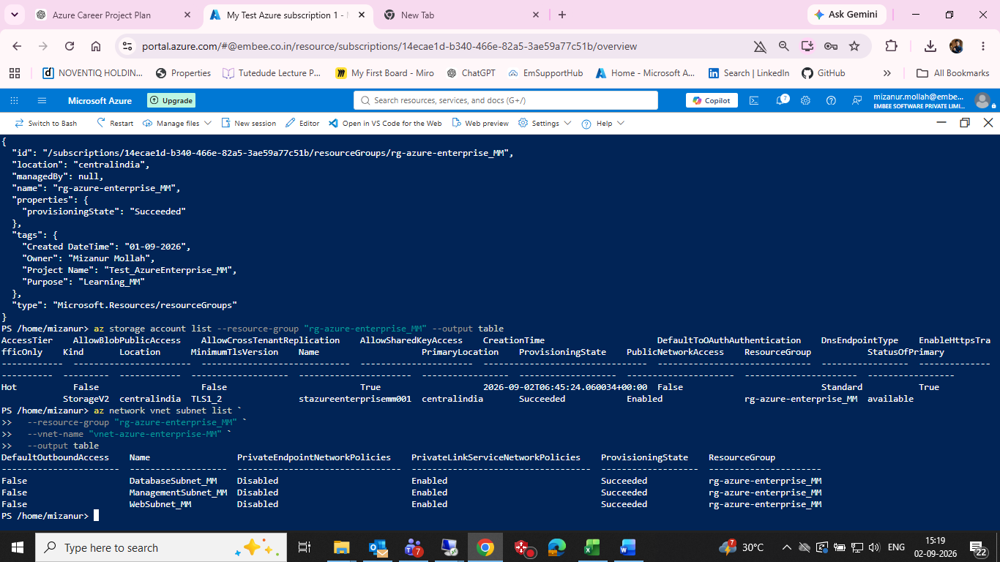 Azure Career Project Plan
My Test Azure subscription 1 -
New Tab
Ask Gemini
portal.azure.com/#@embee.co.in/resource/subscriptions/14ecae1d-b340-466e-82a5-3ae59a77c51b/overview
NOVENTIQ HOLDIN...
Properties
Tutedude Lecture P...
My First Board - Miro
ChatGPT
EmSupportHub
Home - Microsoft A...
Search | LinkedIn
GitHub
All Bookmarks
Microsoft Azure
Upgrade
Search resources, services, and docs (G+/)
Copilot
7
mizanur.mollah@embe...
EMBEE SOFTWARE PRIVATE LIMI...
Switch to Bash
Restart
Manage files
New session
Editor
Open in VS Code for the Web
Web preview
Settings
Help
{
"id": "/subscriptions/14ecae1d-b340-466e-82a5-3ae59a77c51b/resourceGroups/rg-azure-enterprise_MM",
"location": "centralindia",
"managedBy": null,
"name": "rg-azure-enterprise_MM",
"properties": {
"provisioningState": "Succeeded"
},
"tags": {
"Created DateTime": "01-09-2026",
"Owner": "Mizanur Mollah",
"Project Name": "Test_AzureEnterprise_MM",
"Purpose": "Learning_MM"
},
"type": "Microsoft.Resources/resourceGroups"
}
PS /home/mizanur> az storage account list --resource-group "rg-azure-enterprise_MM" --output table
AccessTier AllowBlobPublicAccess AllowCrossTenantReplication AllowSharedKeyAccess CreationTime DefaultToOAuthAuthentication DnsEndpointType EnableHttpsTra
fficOnly Kind Location MinimumTlsVersion Name PrimaryLocation ProvisioningState PublicNetworkAccess ResourceGroup StatusOfPrimary
Hot False False True 2026-09-02T06:45:24.060034+00:00 False Standard True
StorageV2 centralindia TLS1_2 stazureenterprisemm001 centralindia Succeeded Enabled rg-azure-enterprise_MM available
PS /home/mizanur> az network vnet subnet list `
>> --resource-group "rg-azure-enterprise_MM" `
>> --vnet-name "vnet-azure-enterprise-MM" `
>> --output table
DefaultOutboundAccess Name PrivateEndpointNetworkPolicies PrivateLinkServiceNetworkPolicies ProvisioningState ResourceGroup
False DatabaseSubnet_MM Disabled Enabled Succeeded rg-azure-enterprise_MM
False ManagementSubnet_MM Disabled Enabled Succeeded rg-azure-enterprise_MM
False WebSubnet_MM Disabled Enabled Succeeded rg-azure-enterprise_MM
PS /home/mizanur>
Type here to search
7
7
30°C
ENG
15:19
02-09-2026
22